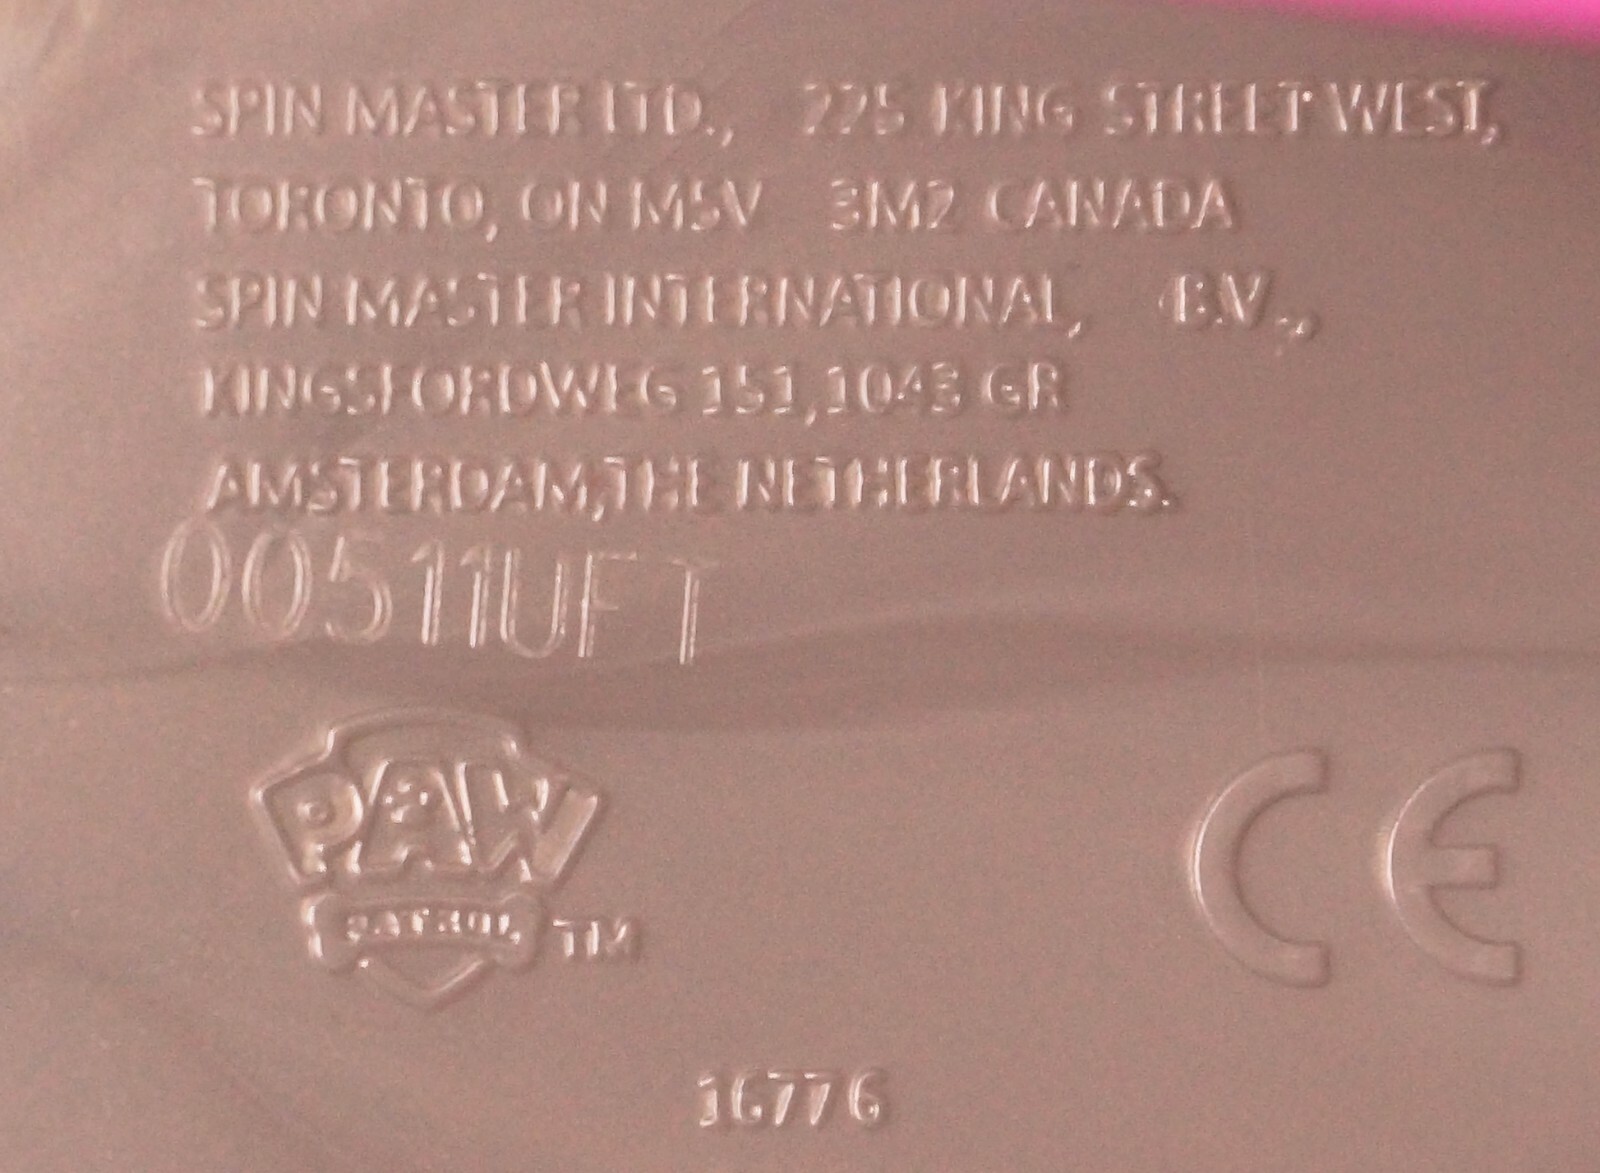 SPIN MASTER LTD., 225 KING STREET WEST,
TORONTO, ON M5V 3M2 CANADA
SPIN MASTER INTERNATIONAL, B.V.,
KINGSFORDWEG 151,1043 GR
AMSTERDAM,THE NETHERLANDS.
00511UFT
PAW
PATROL TM
CE
16776